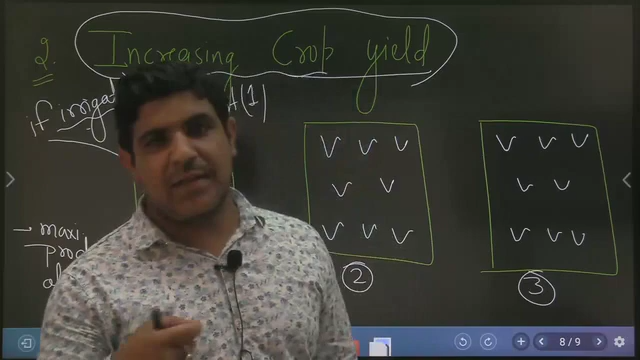 2. Increasing Crop yield
if irrigat (1)
→ maxi
prod
②
③
8/9